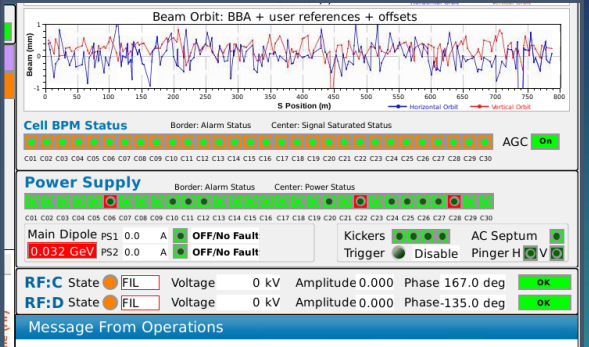 Beam Orbit: BBA + user references + offsets
Beam (mm)
1
0
-1
0 50 100 150 200 250 300 350 400 450 500 550 600 650 700 750 800
S Position (m)
Horizontal Orbit Vertical Orbit
Cell BPM Status Border: Alarm Status Center: Signal Saturated Status
AGC On
C01 C02 C03 C04 C05 C06 C07 C08 C09 C10 C11 C12 C13 C14 C15 C16 C17 C18 C19 C20 C21 C22 C23 C24 C25 C26 C27 C28 C29 C30
Power Supply Border: Alarm Status Center: Power Status
C01 C02 C03 C04 C05 C06 C07 C08 C09 C10 C11 C12 C13 C14 C15 C16 C17 C18 C19 C20 C21 C22 C23 C24 C25 C26 C27 C28 C29 C30
Main Dipole PS1 0.0 A OFF/No Fault Kickers AC Septum
0.032 GeV PS2 0.0 A OFF/No Fault Trigger Disable Pinger H V
RF:C State FIL Voltage 0 kV Amplitude 0.000 Phase 167.0 deg OK
RF:D State FIL Voltage 0 kV Amplitude 0.000 Phase -135.0 deg OK
Message From Operations